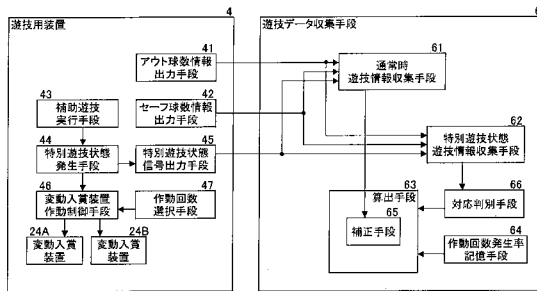 遊技用装置
4
41
アウト球数情報
出力手段
43
補助遊技
実行手段
42
セーフ球数情報
出力手段
44
特別遊技状態
発生手段
45
特別遊技状態
信号出力手段
46
変動入賞装置
作動制御手段
47
作動回数
選択手段
24A
変動入賞
装置
24B
変動入賞
装置
遊技データ収集手段
6
61
通常時
遊技情報収集手段
62
特別遊技状態
遊技情報収集手段
63
算出手段
65
補正手段
66
対応判別手段
64
作動回数発生率
記憶手段